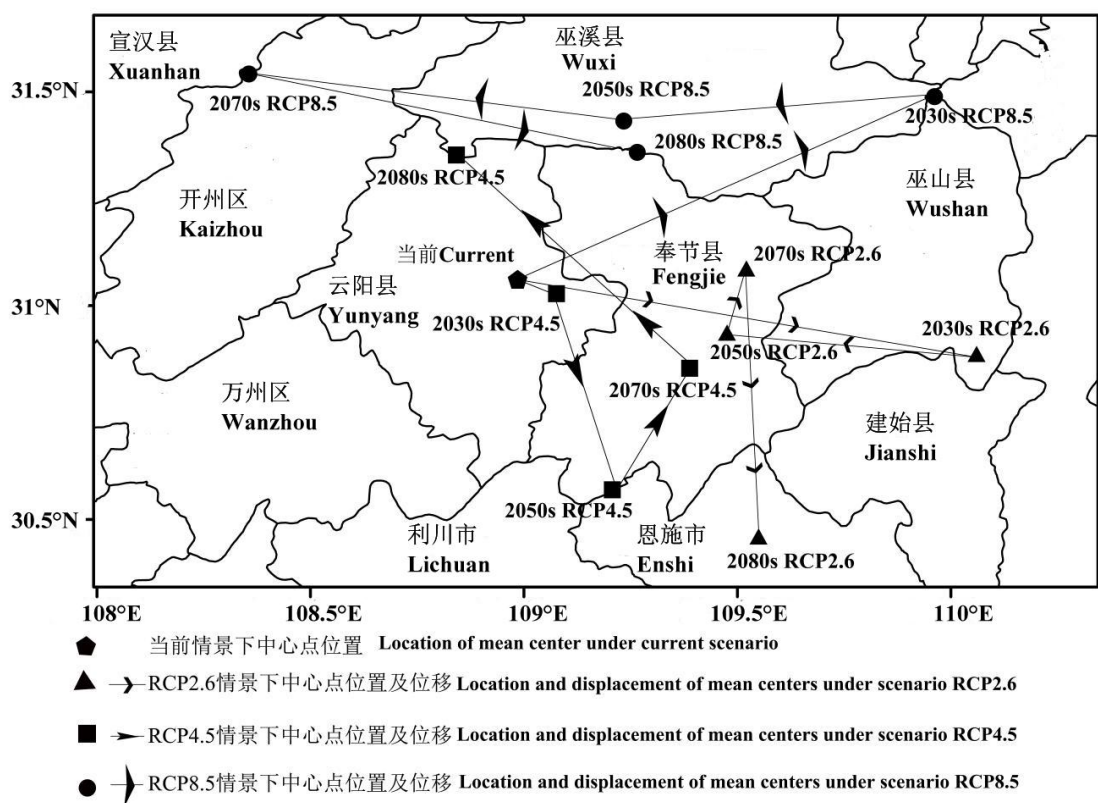 宣汉县
Xuanhan
巫溪县
Wuxi
31.5°N
2070s RCP8.5
2050s RCP8.5
2030s RCP8.5
2080s RCP8.5
2080s RCP4.5
开州区
Kaizhou
巫山县
Wushan
当前Current
奉节县
Fengjie
2070s RCP2.6
云阳县
Yunyang
31°N
2030s RCP4.5
2030s RCP2.6
2050s RCP2.6
2070s RCP4.5
万州区
Wanzhou
建始县
Jianshi
30.5°N
2050s RCP4.5
利川市
Lichuan
恩施市
Enshi
2080s RCP2.6
108°E
108.5°E
109°E
109.5°E
110°E
当前情景下中心点位置 Location of mean center under current scenario
RCP2.6情景下中心点位置及位移 Location and displacement of mean centers under scenario RCP2.6
RCP4.5情景下中心点位置及位移 Location and displacement of mean centers under scenario RCP4.5
RCP8.5情景下中心点位置及位移 Location and displacement of mean centers under scenario RCP8.5